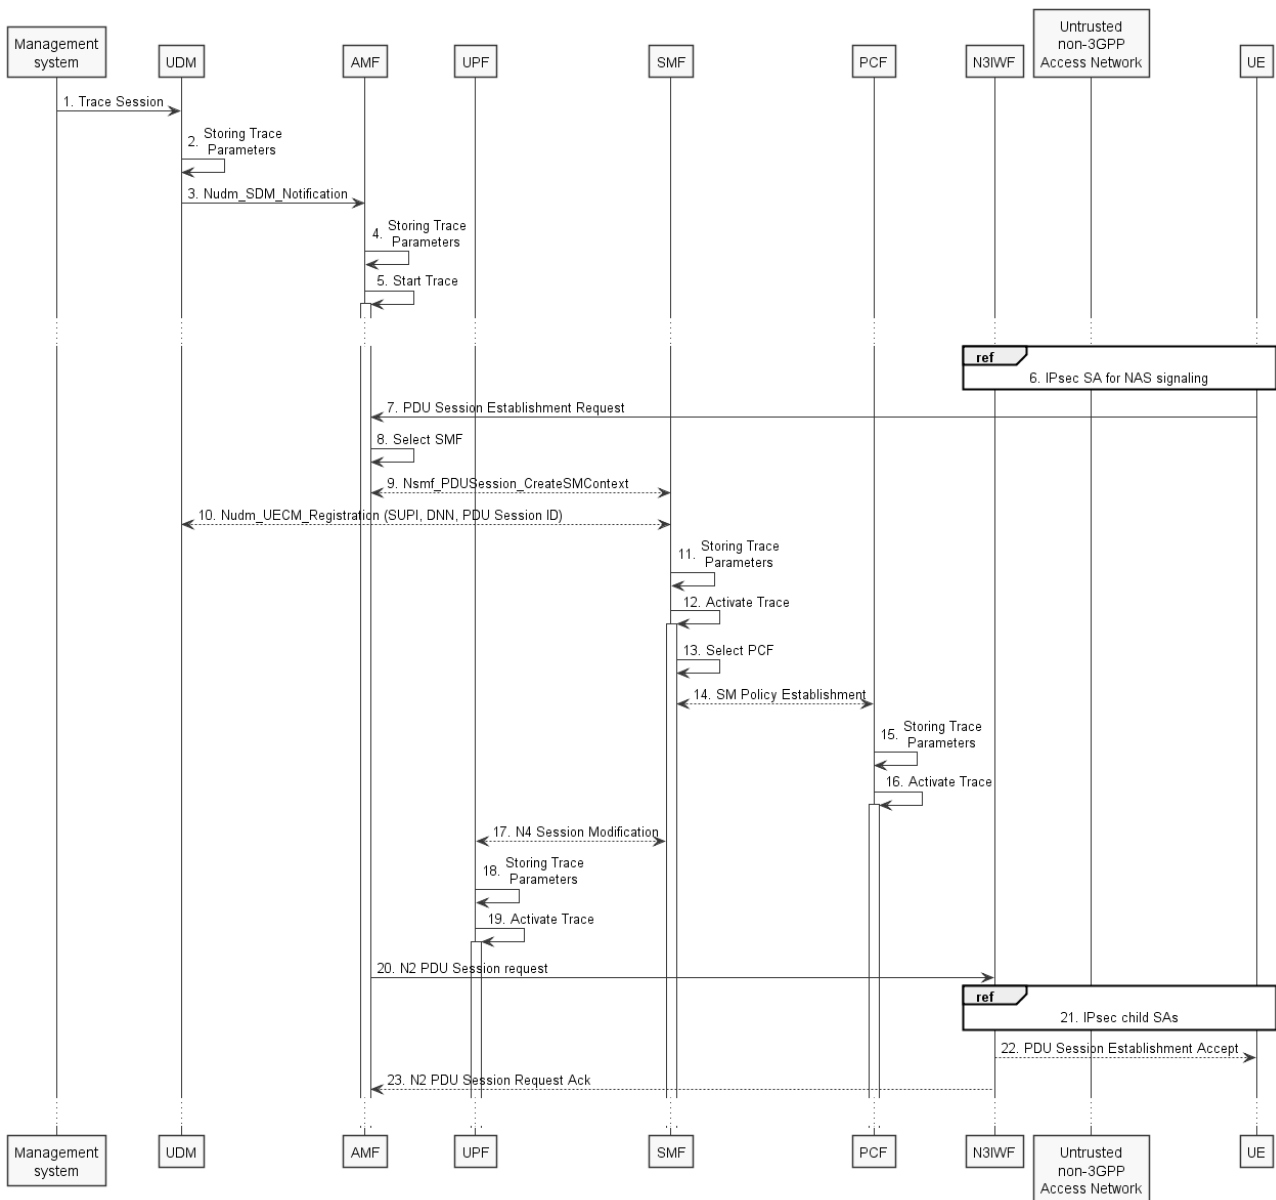 Management
system
UDM
AMF
UPF
SMF
PCF
N3IWF
Untrusted
non-3GPP
Access Network
UE
1. Trace Session
2. Storing Trace
Parameters
3. Nudm_SDM_Notification
4. Storing Trace
Parameters
5. Start Trace
ref
6. IPsec SA for NAS signaling
7. PDU Session Establishment Request
8. Select SMF
9. Nsmf_PDUSession_CreateSMContext
10. Nudm_UECM_Registration (SUPI, DNN, PDU Session ID)
11. Storing Trace
Parameters
12. Activate Trace
13. Select PCF
14. SM Policy Establishment
15. Storing Trace
Parameters
16. Activate Trace
17. N4 Session Modification
18. Storing Trace
Parameters
19. Activate Trace
20. N2 PDU Session request
ref
21. IPsec child SAs
22. PDU Session Establishment Accept
23. N2 PDU Session Request Ack
Management
system
UDM
AMF
UPF
SMF
PCF
N3IWF
Untrusted
non-3GPP
Access Network
UE